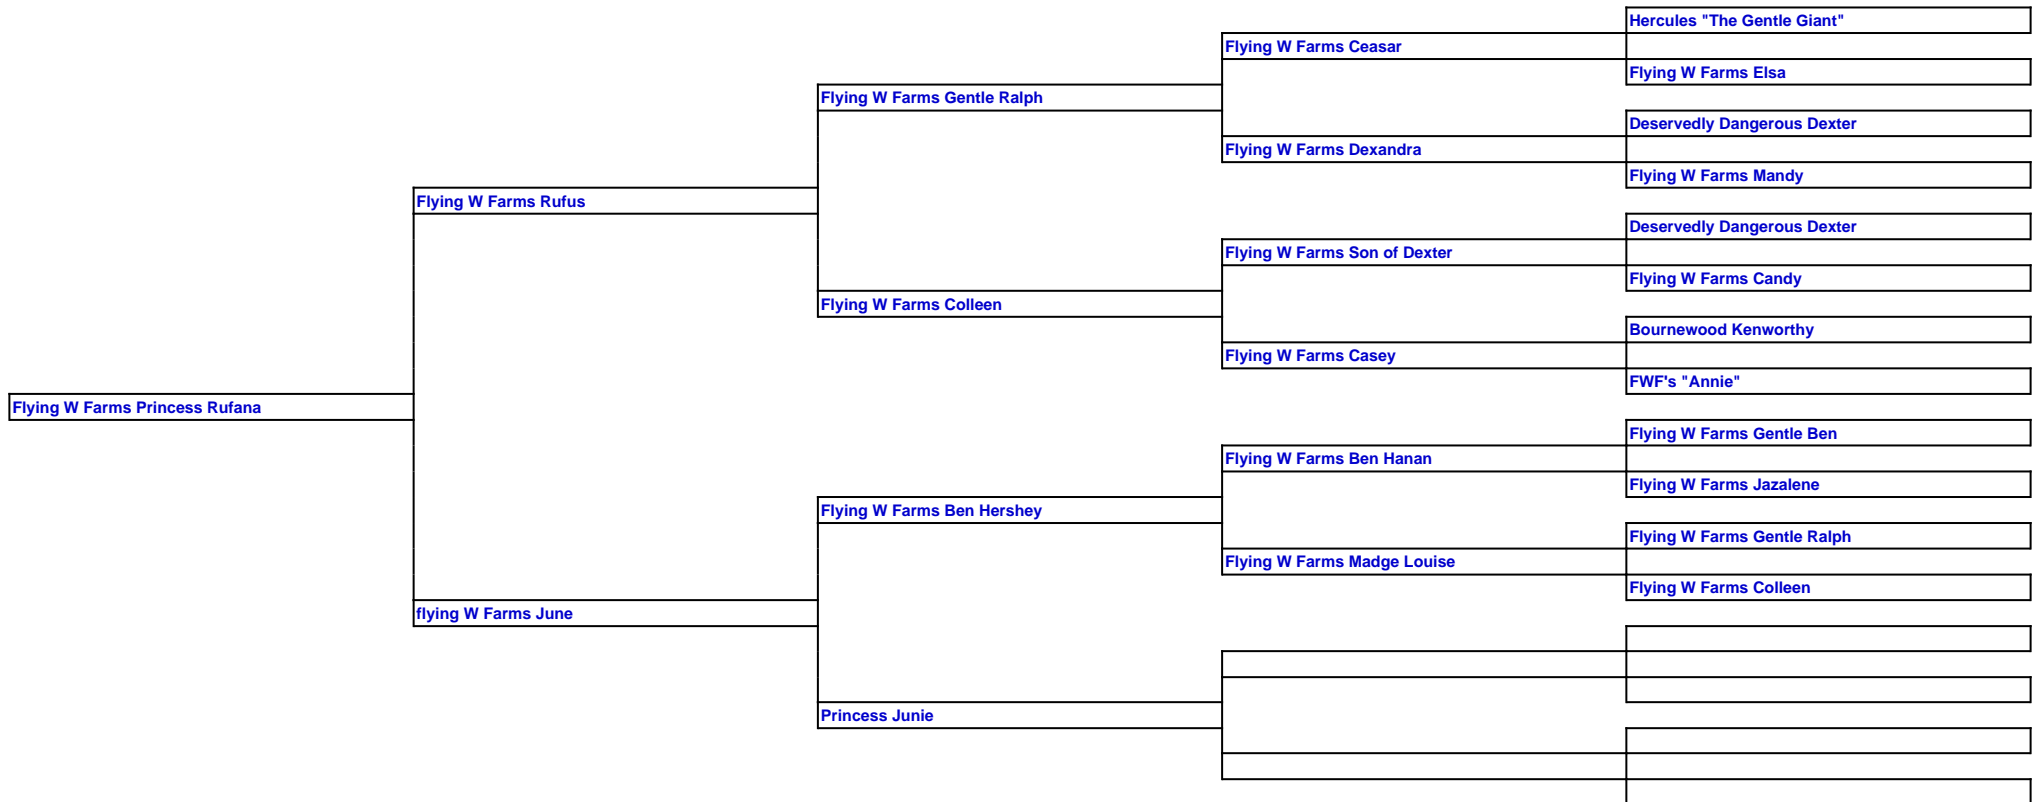 Hercules "The Gentle Giant"
Flying W Farms Ceasar
Flying W Farms Elsa
Flying W Farms Gentle Ralph
Deservedly Dangerous Dexter
Flying W Farms Dexandra
Flying W Farms Mandy
Flying W Farms Rufus
Deservedly Dangerous Dexter
Flying W Farms Son of Dexter
Flying W Farms Candy
Flying W Farms Colleen
Bournewood Kenworthy
Flying W Farms Casey
FWF's "Annie"
Flying W Farms Princess Rufana
Flying W Farms Gentle Ben
Flying W Farms Ben Hanan
Flying W Farms Jazalene
Flying W Farms Ben Hershey
Flying W Farms Gentle Ralph
Flying W Farms Madge Louise
Flying W Farms Colleen
flying W Farms June
Princess Junie